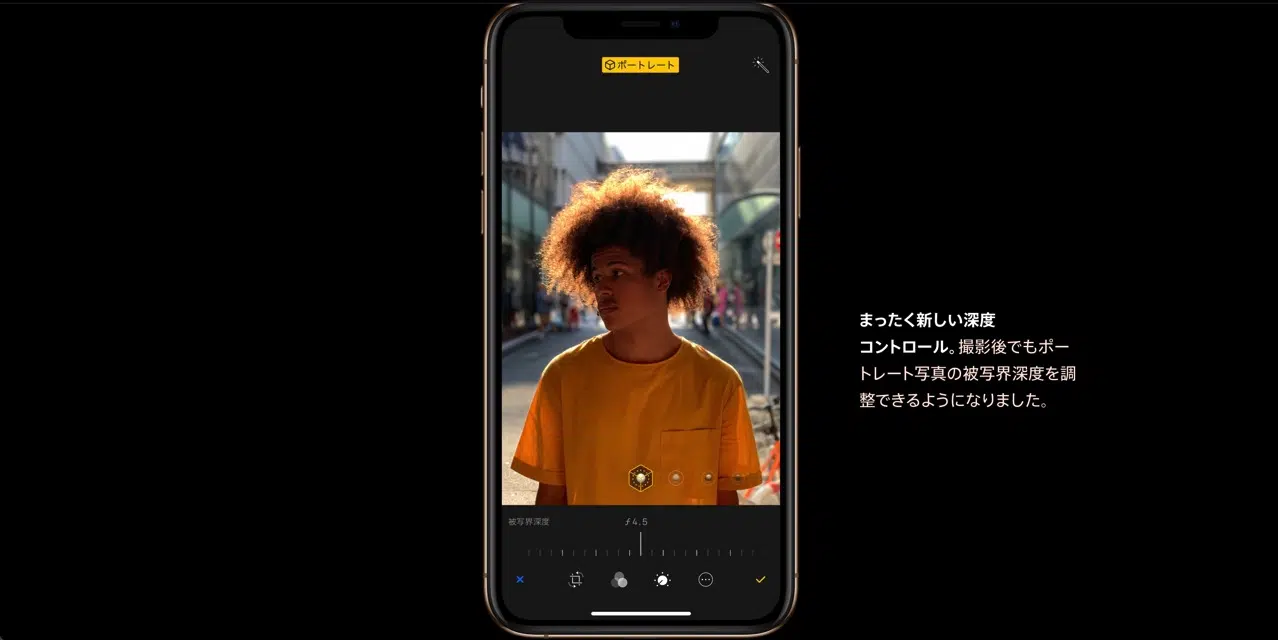 ポートレート
まったく新しい深度
コントロール。撮影後でもポー
トレート写真の被写界深度を調
整できるようになりました。
被写界深度 ƒ4.5